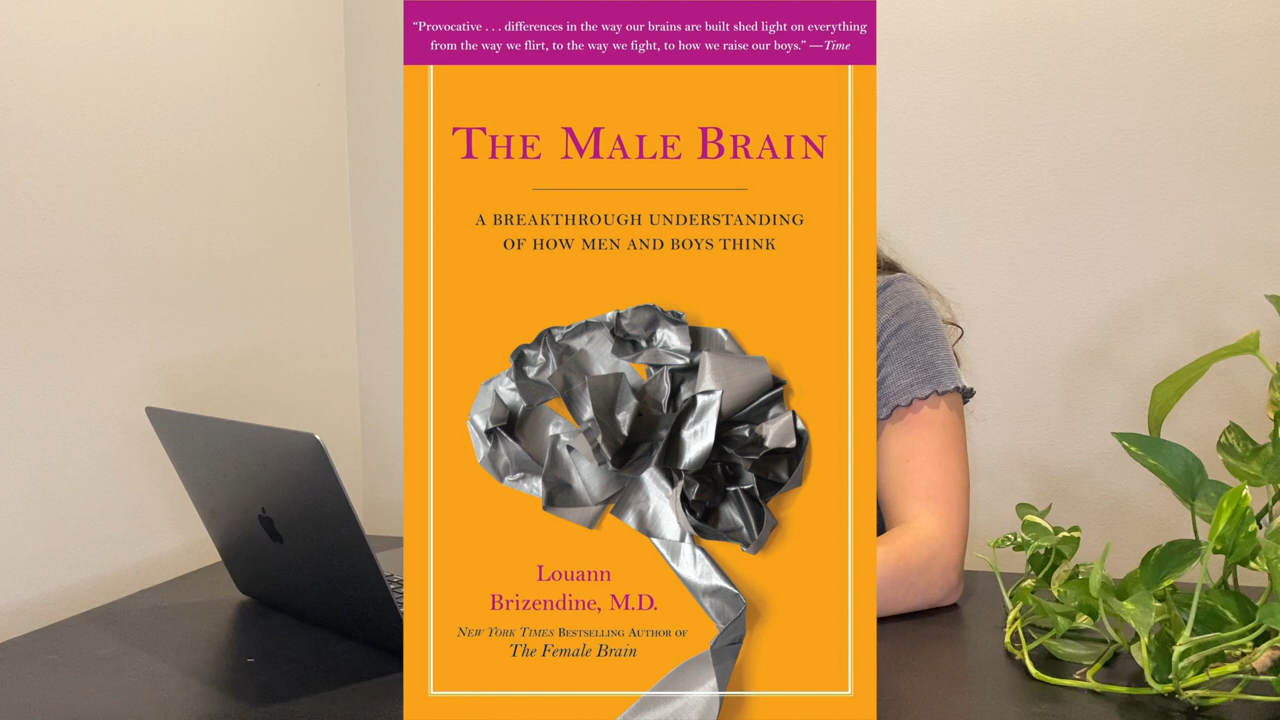 “Provocative . . . differences in the way our brains are built shed light on everything
from the way we flirt, to the way we fight, to how we raise our boys.” —Time
The Male Brain
A BREAKTHROUGH UNDERSTANDING
OF HOW MEN AND BOYS THINK
Louann
Brizendine, M.D.
New York Times Bestselling Author of
The Female Brain